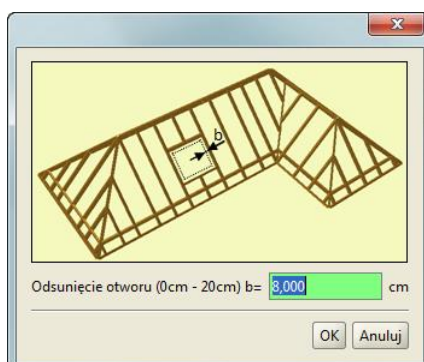 b
Odsunięcie otworu (0cm - 20cm) b= 8,000 cm
OK Anuluj